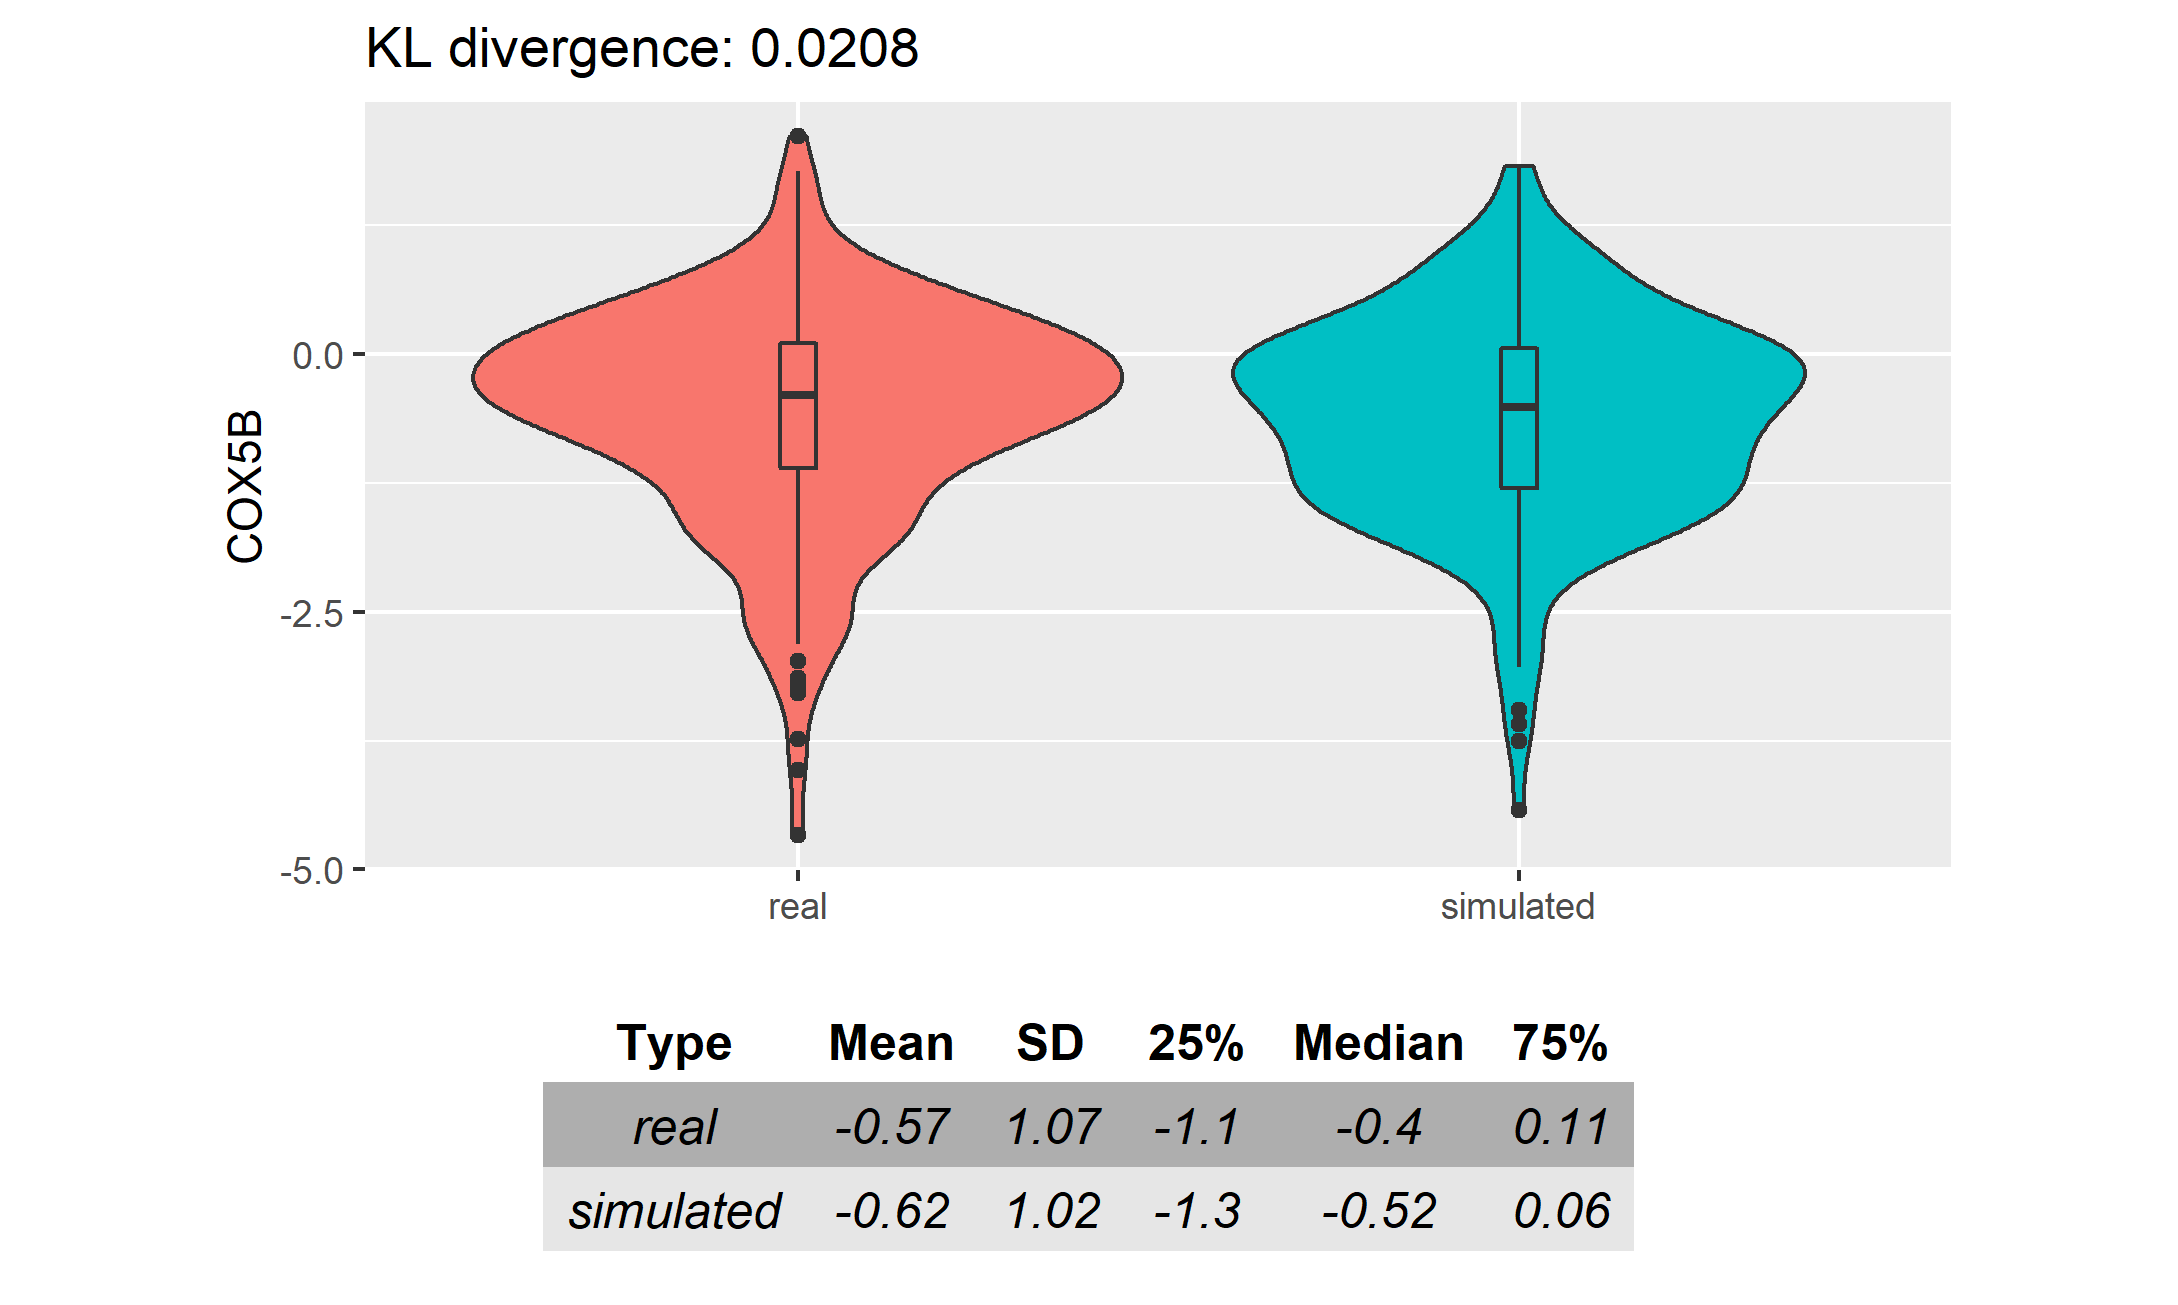 KL divergence: 0.0208
COX5B
0.0
-2.5
-5.0
real simulated
Type Mean SD 25% Median 75%
real -0.57 1.07 -1.1 -0.4 0.11
simulated -0.62 1.02 -1.3 -0.52 0.06